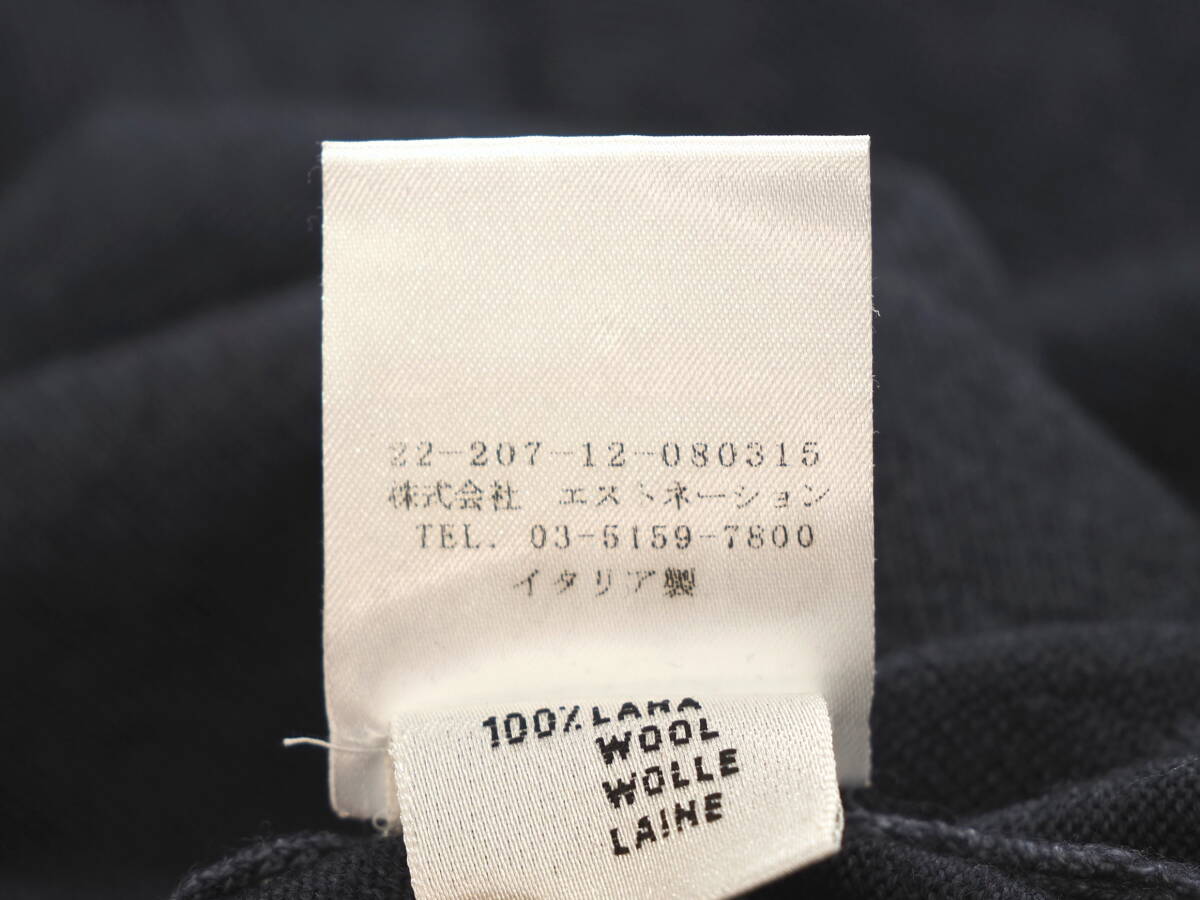 22-207-12-080315
株式会社 エストネーション
TEL. 03-5159-7800
イタリア製
100% LANA
WOOL
WOLLE
LAINE